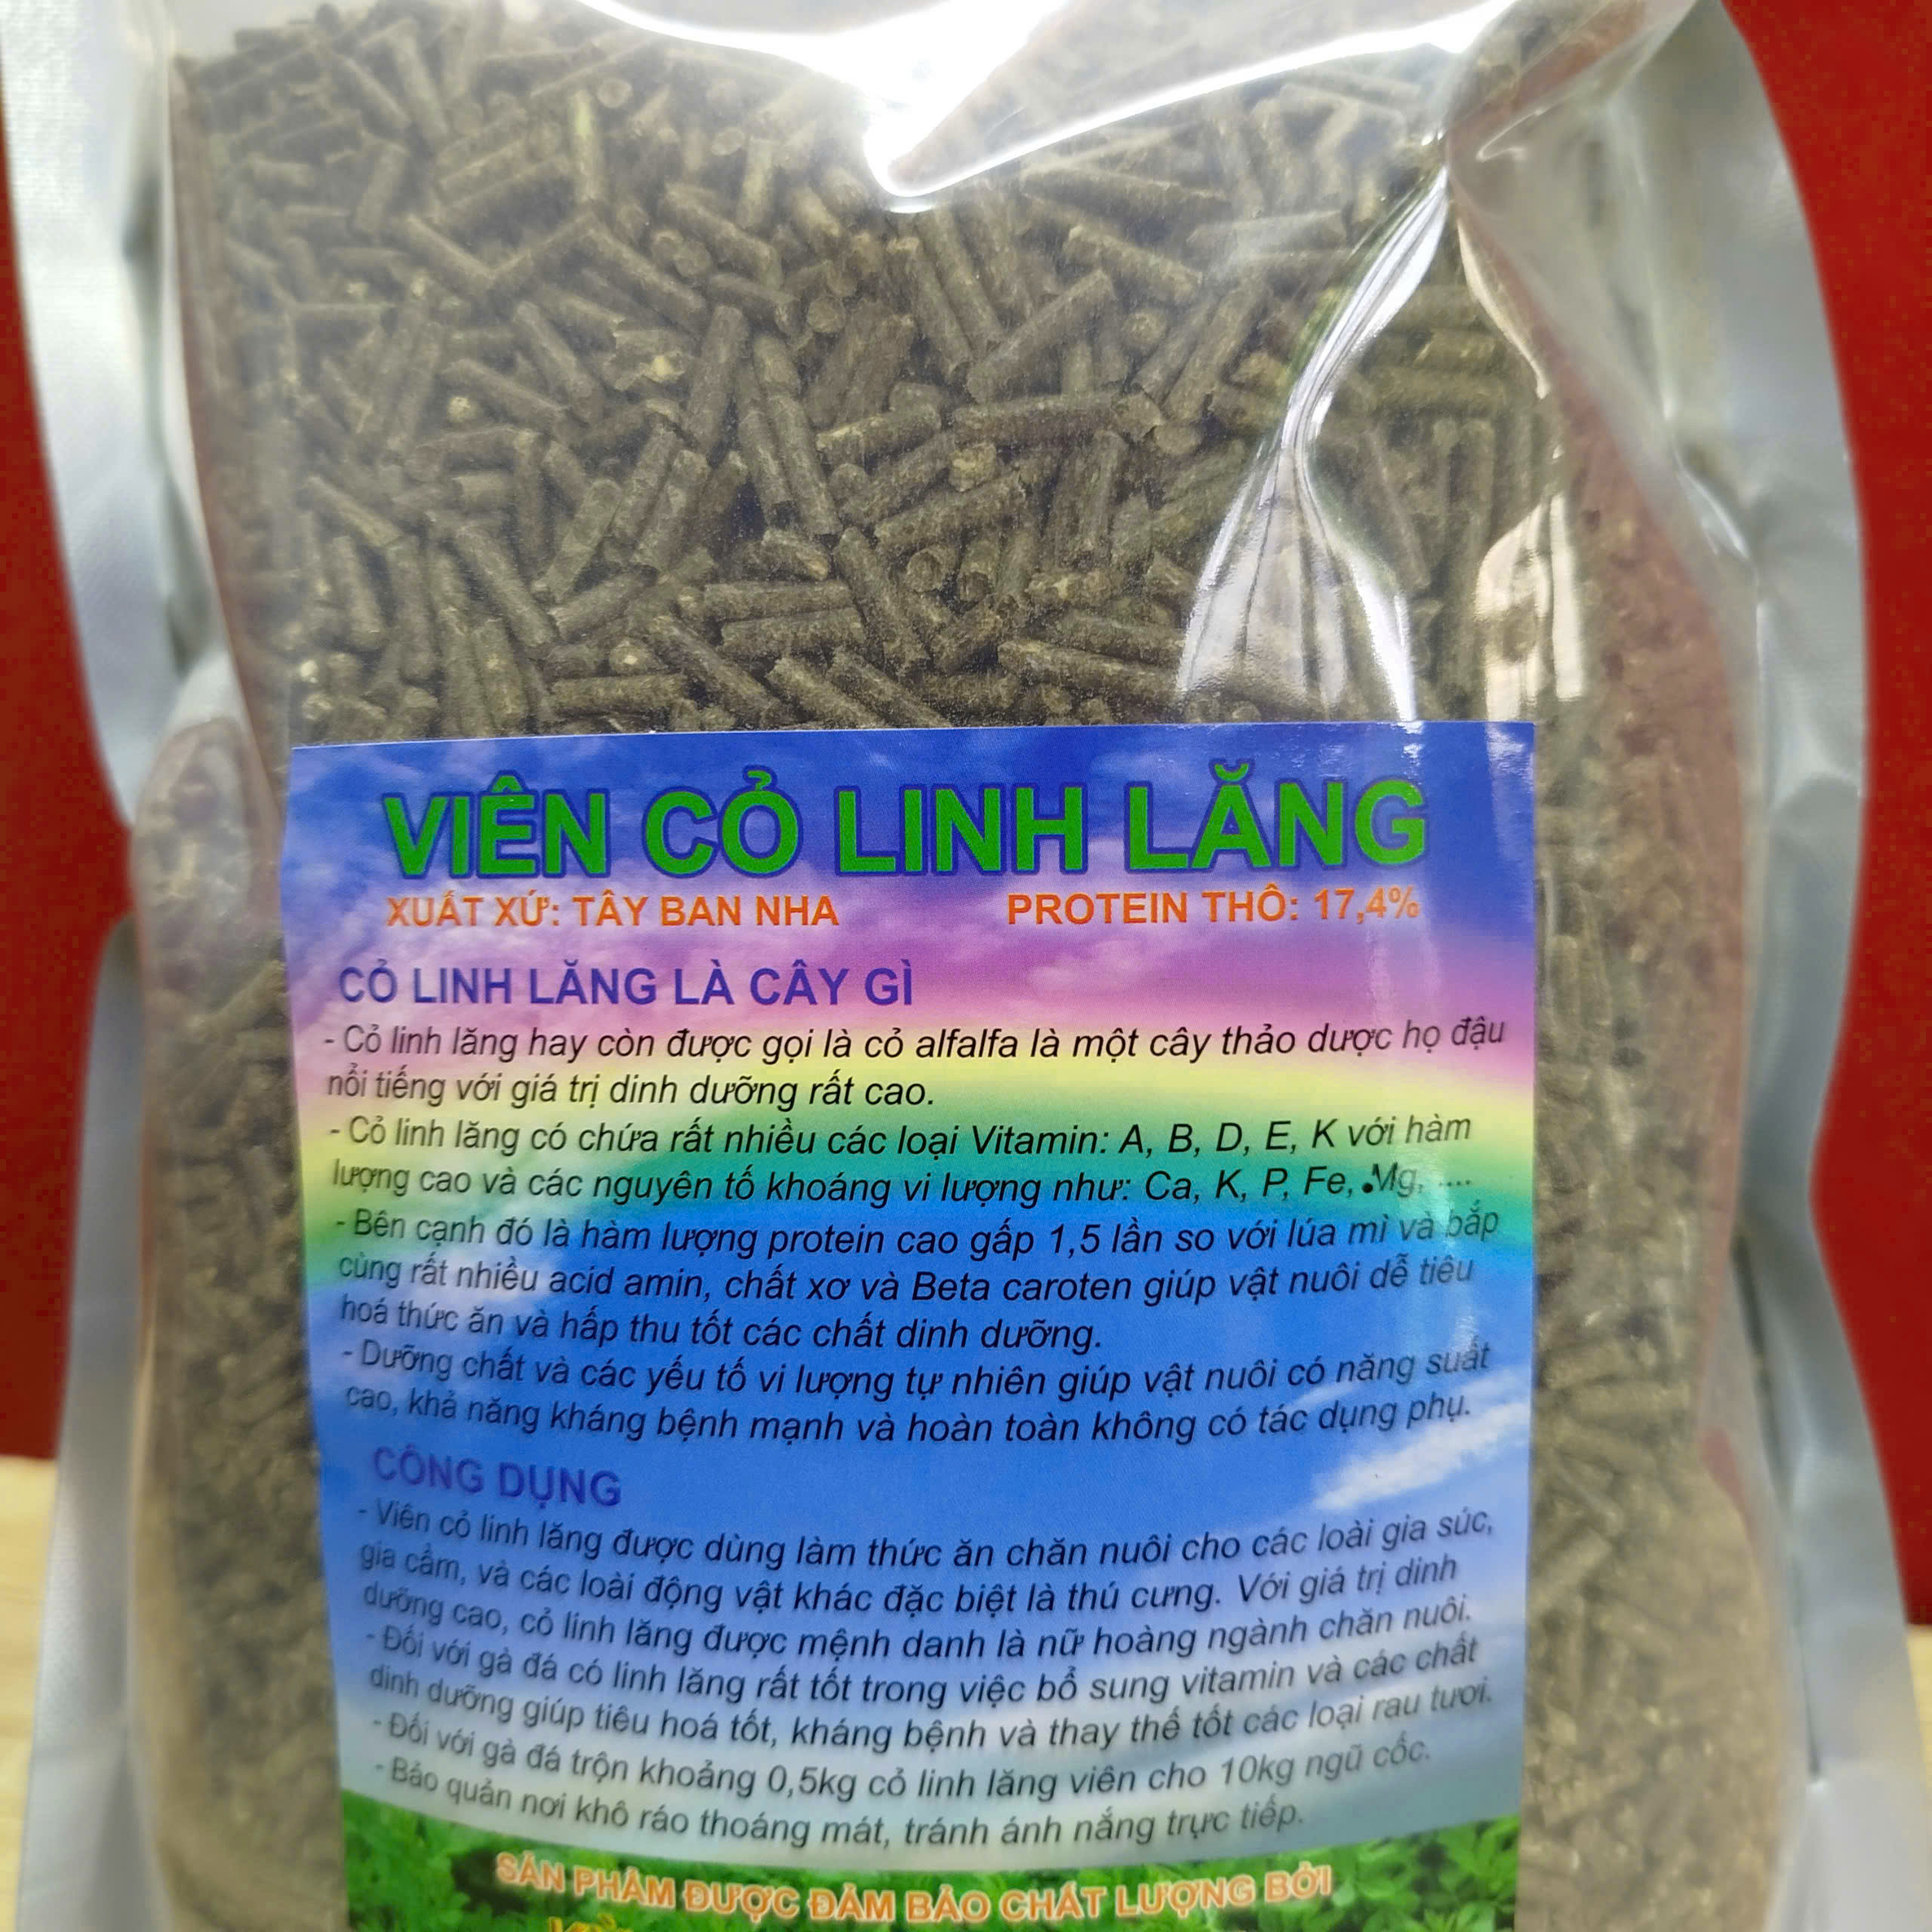 VIÊN CỎ LINH LĂNG
XUẤT XỨ: TÂY BAN NHA PROTEIN THÔ: 17,4%
CỎ LINH LĂNG LÀ CÂY GÌ
- Cỏ linh lăng hay còn được gọi là cỏ alfalfa là một cây thảo dược họ đậu
nổi tiếng với giá trị dinh dưỡng rất cao.
- Cỏ linh lăng có chứa rất nhiều các loại Vitamin: A, B, D, E, K với hàm
lượng cao và các nguyên tố khoáng vi lượng như: Ca, K, P, Fe, Mg, ....
- Bên cạnh đó là hàm lượng protein cao gấp 1,5 lần so với lúa mì và bắp
cùng rất nhiều acid amin, chất xơ và Beta caroten giúp vật nuôi dễ tiêu
hoá thức ăn và hấp thu tốt các chất dinh dưỡng.
- Dưỡng chất và các yếu tố vi lượng tự nhiên giúp vật nuôi có năng suất
cao, khả năng kháng bệnh mạnh và hoàn toàn không có tác dụng phụ.
CÔNG DỤNG
- Viên cỏ linh lăng được dùng làm thức ăn chăn nuôi cho các loài gia súc,
gia cầm, và các loài động vật khác đặc biệt là thú cưng. Với giá trị dinh
dưỡng cao, cỏ linh lăng được mệnh danh là nữ hoàng ngành chăn nuôi.
- Đối với gà đá có linh lăng rất tốt trong việc bổ sung vitamin và các chất
dinh dưỡng giúp tiêu hoá tốt, kháng bệnh và thay thế tốt các loại rau tươi.
- Đối với gà đá trộn khoảng 0,5kg cỏ linh lăng viên cho 10kg ngũ cốc.
- Bảo quản nơi khô ráo thoáng mát, tránh ánh nắng trực tiếp.
SẢN PHẨM ĐƯỢC ĐẢM BẢO CHẤT LƯỢNG BỞI